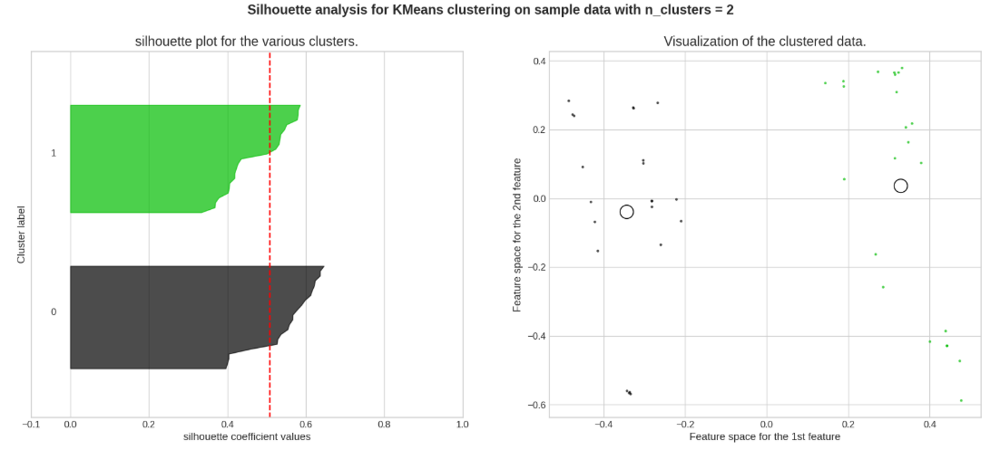 Silhouette analysis for KMeans clustering on sample data with n_clusters = 2
silhouette plot for the various clusters.
Cluster label
1
0
−0.1 0.0 0.2 0.4 0.6 0.8 1.0
silhouette coefficient values
Visualization of the clustered data.
Feature space for the 2nd feature
0.4
0.2
0.0
−0.2
−0.4
−0.6
−0.4 −0.2 0.0 0.2 0.4
Feature space for the 1st feature